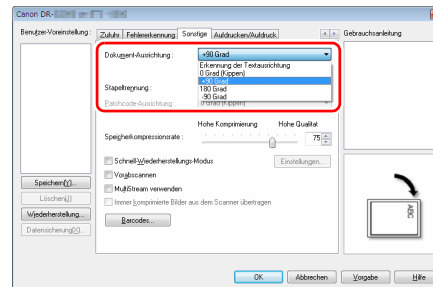 Canon DR-
Benutzer-Voreinstellung :
Zufuhr Fehlererkennung Sonstige Aufdrucken/Aufdruck
Gebrauchsanleitung
Dokument-Ausrichtung : +90 Grad
Erkennung der Textausrichtung
0 Grad (Kippen)
+90 Grad
180 Grad
-90 Grad
Stapeltrennung :
Patchcode-Ausrichtung : 0 Grad (Kippen)
Hohe Komprimierung Hohe Qualität
Speicherkompressionsrate : 75
Schnell-Wiederherstellungs-Modus Einstellungen...
Vorabscannen
MultiStream verwenden
Immer komprimierte Bilder aus dem Scanner übertragen
Barcodes...
Speichern(Y)...
Löschen(J)
Wiederherstellung...
Datensicherung(X)...
ABC
OK Abbrechen Vorgabe Hilfe